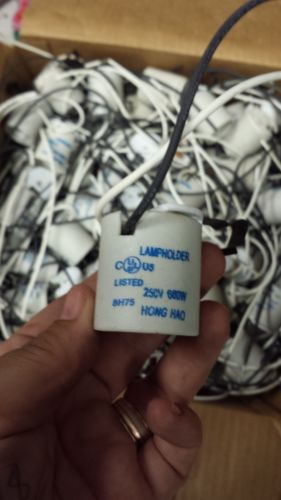 LAMPHOLDER
C UL US
LISTED
250V 660W
8H75
HONG HAO